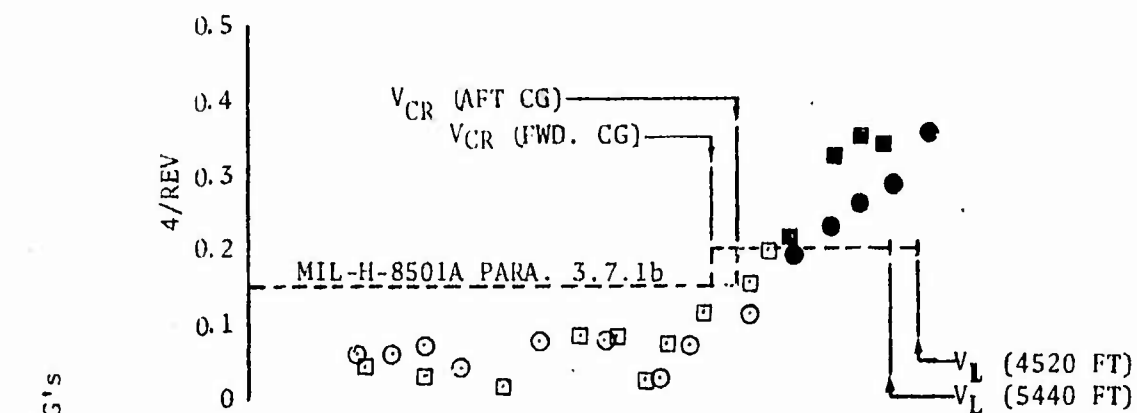 0.5
0.4
0.3
0.2
0.1
0
4/REV
G's
V_CR (AFT CG)
V_CR (FWD. CG)
MIL-H-8501A PARA. 3.7.1b
V_L (4520 FT)
V_L (5440 FT)